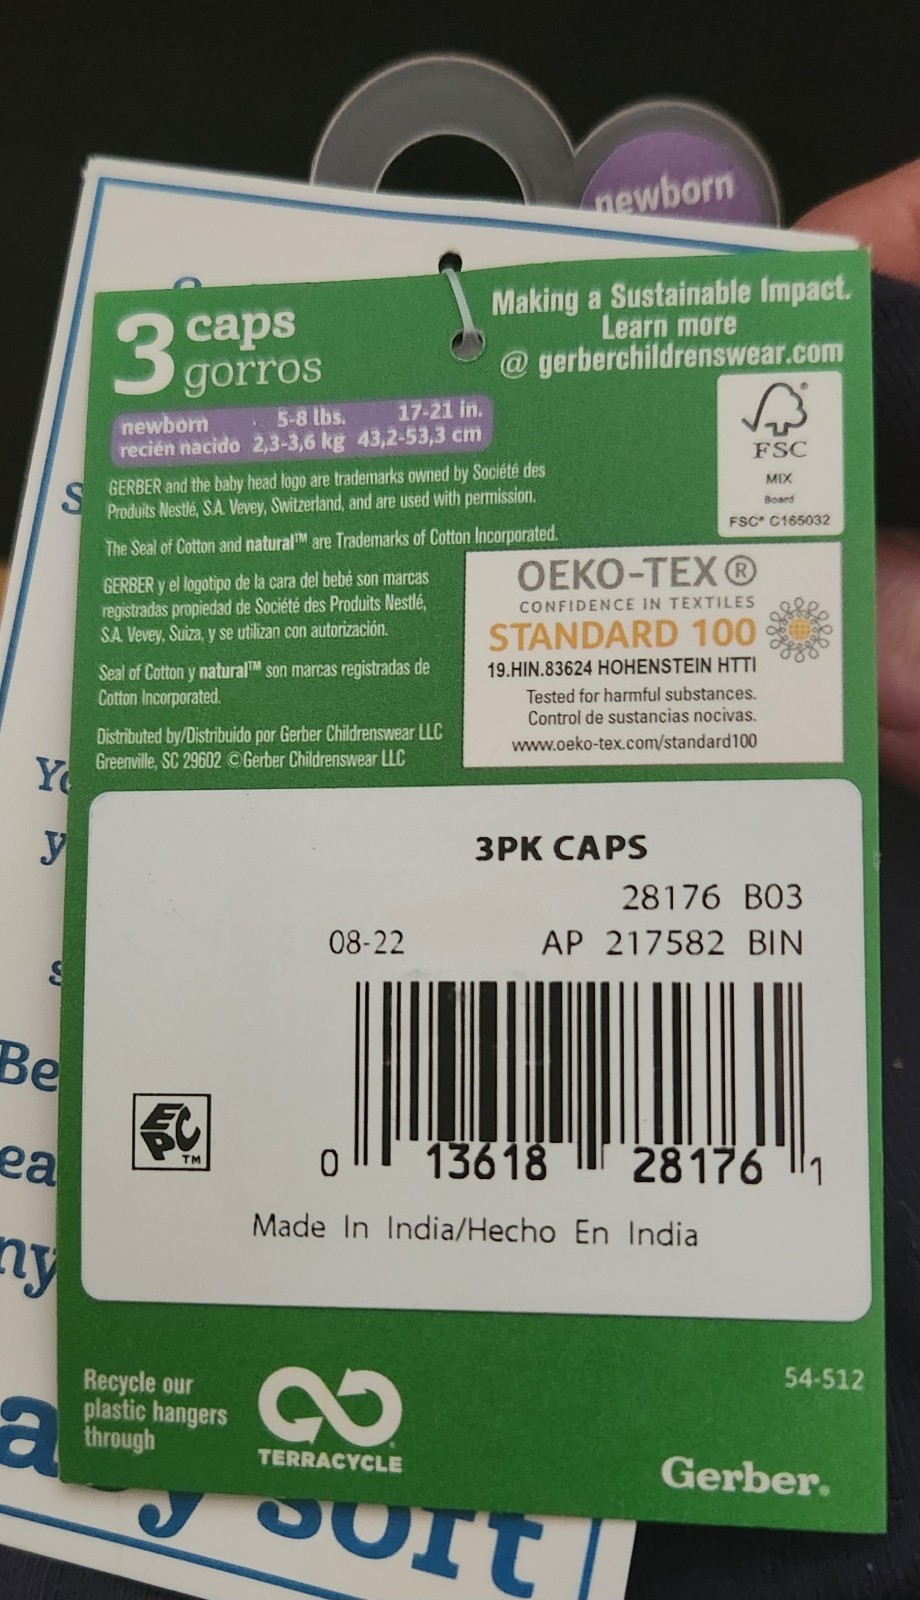 newborn
3 caps
gorros
Making a Sustainable Impact.
Learn more
@ gerberchildrenswear.com
newborn 5-8 lbs. 17-21 in.
recién nacido 2,3-3,6 kg 43,2-53,3 cm
FSC
MIX
Board
FSC® C165032
GERBER and the baby head logo are trademarks owned by Société des
Produits Nestlé, S.A. Vevey, Switzerland, and are used with permission.
The Seal of Cotton and natural™ are Trademarks of Cotton Incorporated.
GERBER y el logotipo de la cara del bebé son marcas
registradas propiedad de Société des Produits Nestlé,
S.A. Vevey, Suiza, y se utilizan con autorización.
Seal of Cotton y natural™ son marcas registradas de
Cotton Incorporated.
Distributed by/Distribuido por Gerber Childrenswear LLC
Greenville, SC 29602 ©Gerber Childrenswear LLC
OEKO-TEX®
CONFIDENCE IN TEXTILES
STANDARD 100
19.HIN.83624 HOHENSTEIN HTTI
Tested for harmful substances.
Control de sustancias nocivas.
www.oeko-tex.com/standard100
3PK CAPS
28176 B03
08-22 AP 217582 BIN
EPC™
0 13618 28176 1
Made In India/Hecho En India
Recycle our
plastic hangers
through
TERRACYCLE
54-512
Gerber®
Be
ea
ny
soft